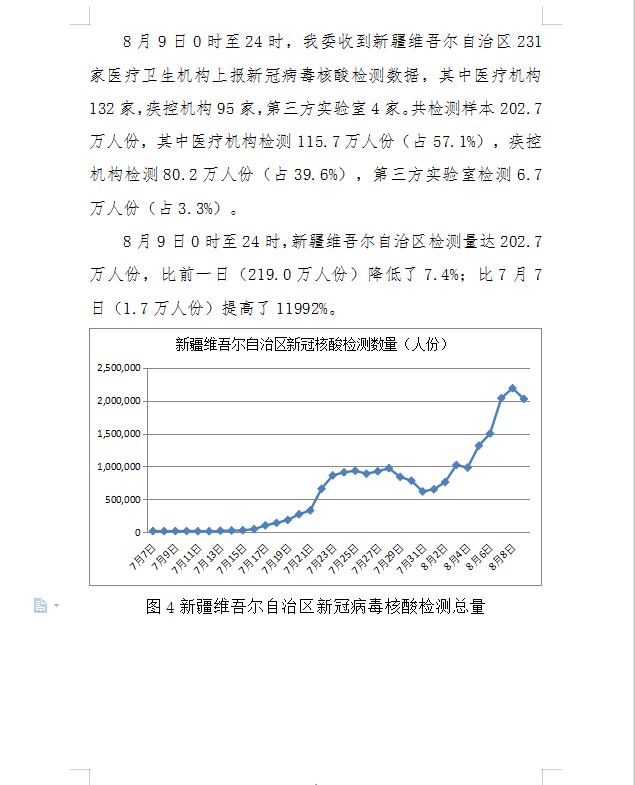 8 月 9 日 0 时至 24 时，我委收到新疆维吾尔自治区 231
家医疗卫生机构上报新冠病毒核酸检测数据，其中医疗机构
132 家，疾控机构 95 家，第三方实验室 4 家。共检测样本 202.7
万人份，其中医疗机构检测 115.7 万人份（占 57.1%），疾控
机构检测 80.2 万人份（占 39.6%），第三方实验室检测 6.7
万人份（占 3.3%）。
8 月 9 日 0 时至 24 时，新疆维吾尔自治区检测量达 202.7
万人份，比前一日（219.0 万人份）降低了 7.4%；比 7 月 7
日（1.7 万人份）提高了 11992%。
新疆维吾尔自治区新冠核酸检测数量（人份）
2,500,000
2,000,000
1,500,000
1,000,000
500,000
0
7月7日
7月9日
7月11日
7月13日
7月15日
7月17日
7月19日
7月21日
7月23日
7月25日
7月27日
7月29日
7月31日
8月2日
8月4日
8月6日
8月8日
图 4 新疆维吾尔自治区新冠病毒核酸检测总量